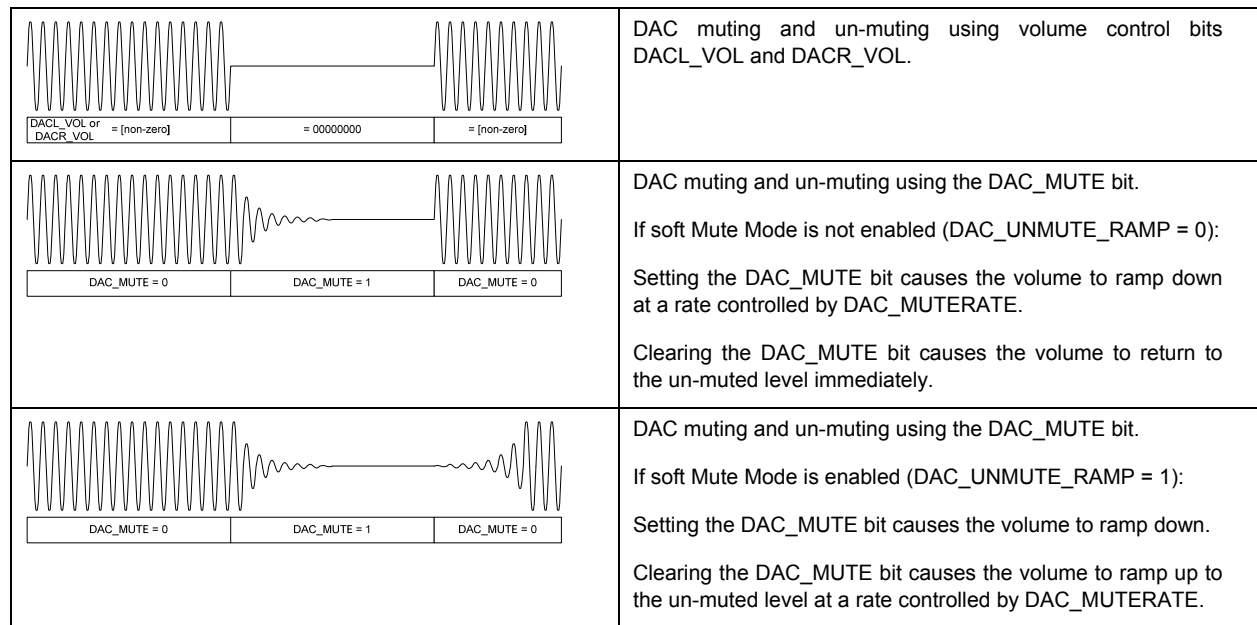 DACL_VOL or
DACR_VOL
= [non-zero]
= 00000000
= [non-zero]
DAC muting and un-muting using volume control bits
DACL_VOL and DACR_VOL.
DAC_MUTE = 0
DAC_MUTE = 1
DAC_MUTE = 0
DAC muting and un-muting using the DAC_MUTE bit.
If soft Mute Mode is not enabled (DAC_UNMUTE_RAMP = 0):
Setting the DAC_MUTE bit causes the volume to ramp down
at a rate controlled by DAC_MUTERATE.
Clearing the DAC_MUTE bit causes the volume to return to
the un-muted level immediately.
DAC_MUTE = 0
DAC_MUTE = 1
DAC_MUTE = 0
DAC muting and un-muting using the DAC_MUTE bit.
If soft Mute Mode is enabled (DAC_UNMUTE_RAMP = 1):
Setting the DAC_MUTE bit causes the volume to ramp down.
Clearing the DAC_MUTE bit causes the volume to ramp up to
the un-muted level at a rate controlled by DAC_MUTERATE.